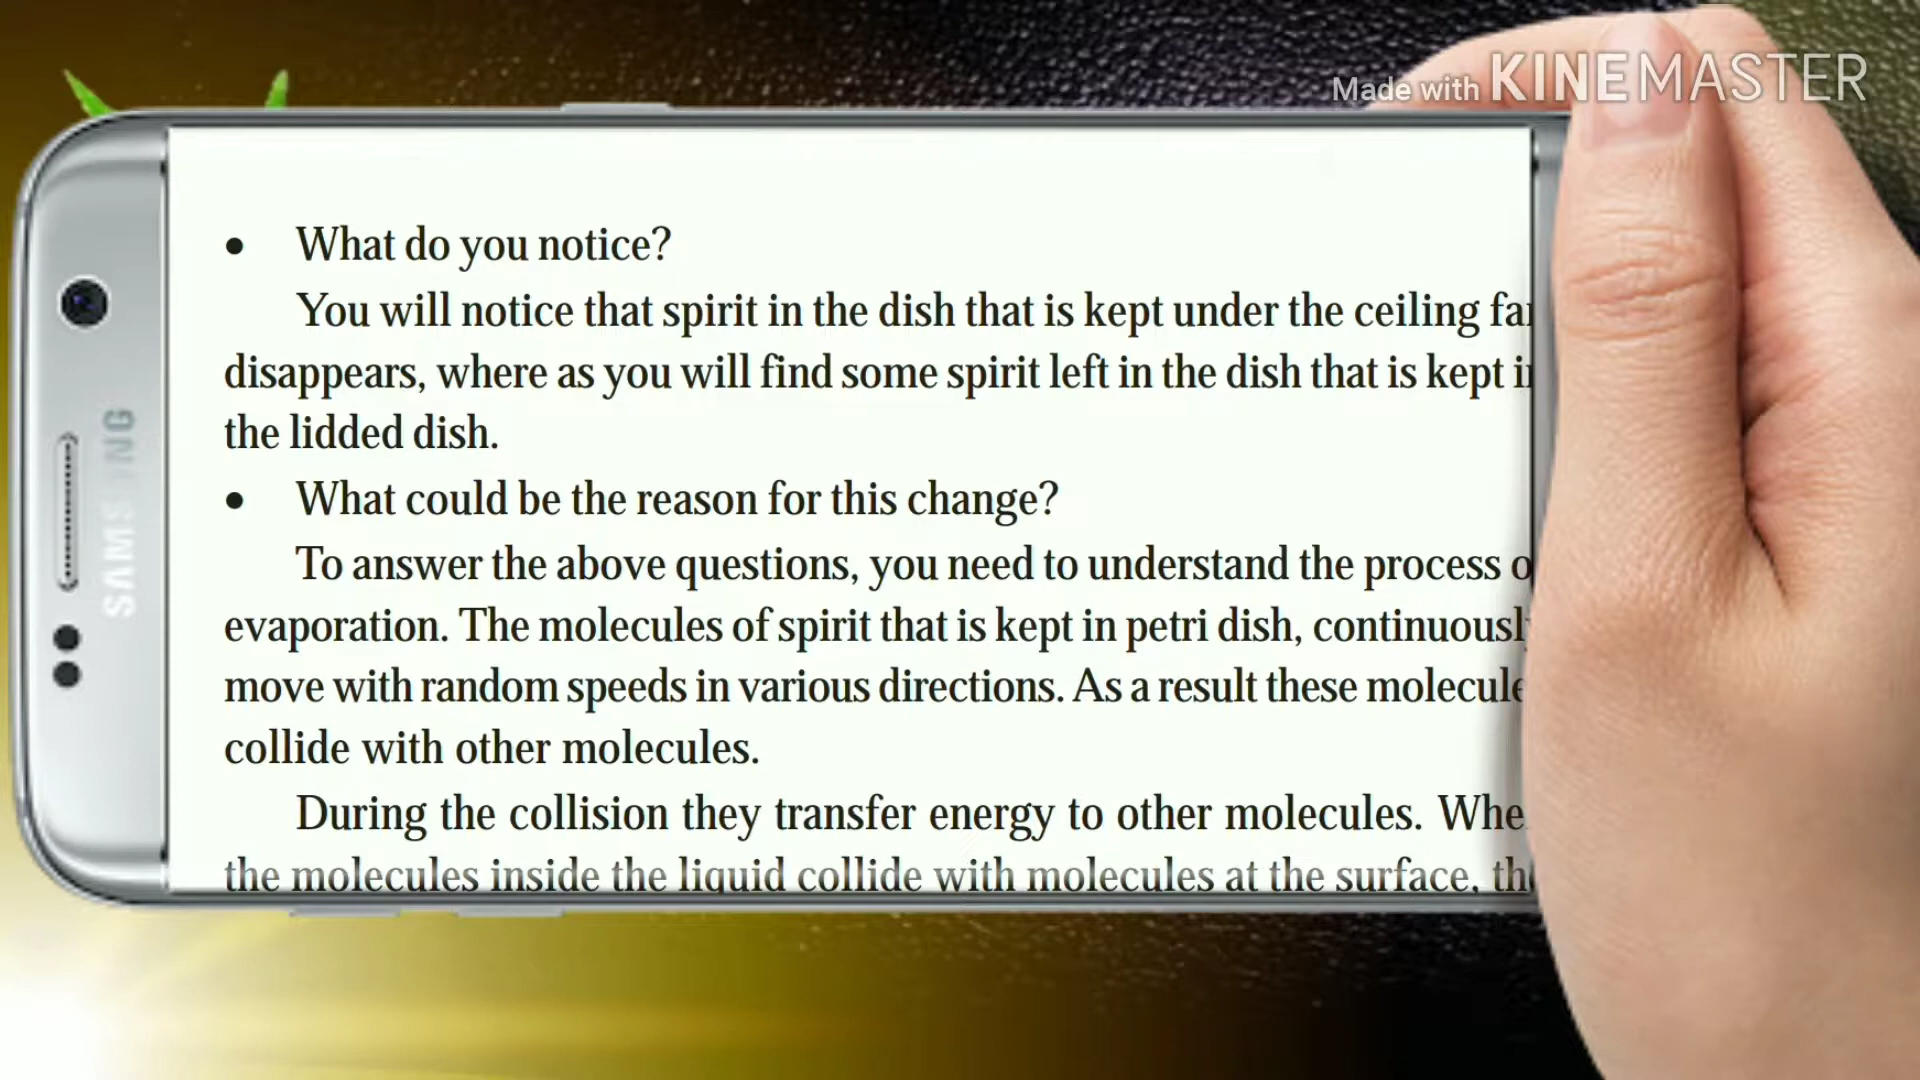 Made with KINEMASTER
• What do you notice?
You will notice that spirit in the dish that is kept under the ceiling
disappears, where as you will find some spirit left in the dish that is kept
the lidded dish.
• What could be the reason for this change?
To answer the above questions, you need to understand the process
evaporation. The molecules of spirit that is kept in petri dish,
move with random speeds in various directions. As a result these
collide with other molecules.
During the collision they transfer energy to other molecules.
the molecules inside the liquid collide with molecules at the surface,
SAMSUNG